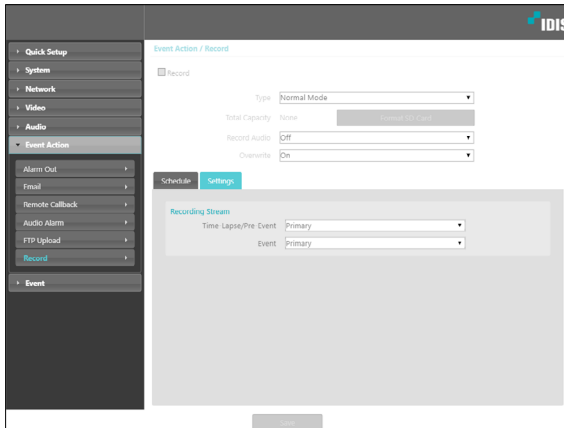 IDIS
Quick Setup
System
Network
Video
Audio
Event Action
Alarm Out
Email
Remote Callback
Audio Alarm
FTP Upload
Record
Event
Event Action / Record
Record
Type Normal Mode
Total Capacity None Format SD Card
Record Audio Off
Overwrite On
Schedule Settings
Recording Stream
Time Lapse/Pre Event Primary
Event Primary